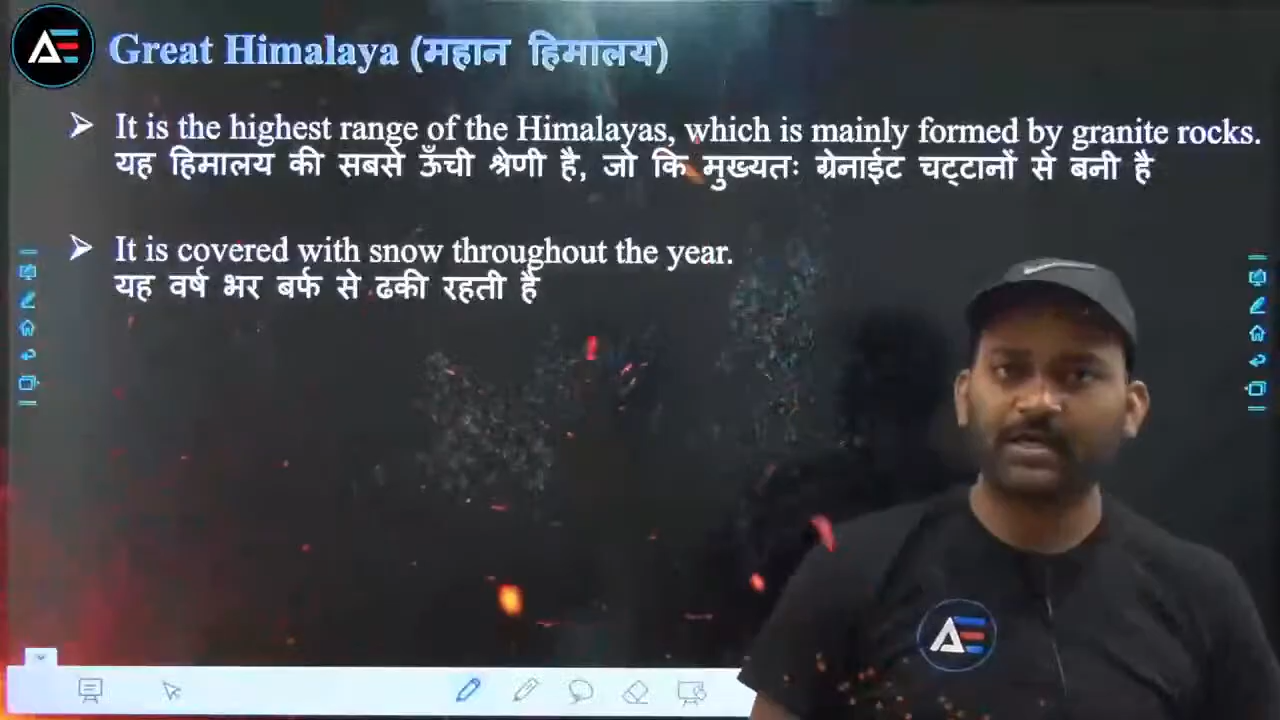 Great Himalaya (महान हिमालय)
➤ It is the highest range of the Himalayas, which is mainly formed by granite rocks.
यह हिमालय की सबसे ऊँची श्रेणी है, जो कि मुख्यतः ग्रेनाईट चट्टानों से बनी है
➤ It is covered with snow throughout the year.
यह वर्ष भर बर्फ से ढकी रहती है